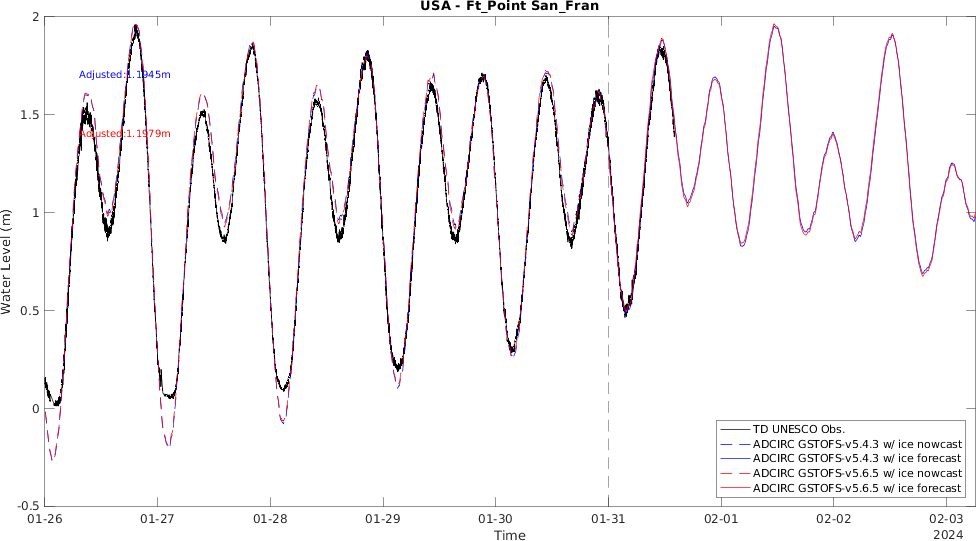 USA - Ft_Point San_Fran
2
1.5
1
0.5
0
-0.5
Water Level (m)
Adjusted:1.1945m
Adjusted:1.1979m
TD UNESCO Obs.
ADCIRC GSTOFS-v5.4.3 w/ ice nowcast
ADCIRC GSTOFS-v5.4.3 w/ ice forecast
ADCIRC GSTOFS-v5.6.5 w/ ice nowcast
ADCIRC GSTOFS-v5.6.5 w/ ice forecast
01-26 01-27 01-28 01-29 01-30 01-31 02-01 02-02 02-03
Time
2024